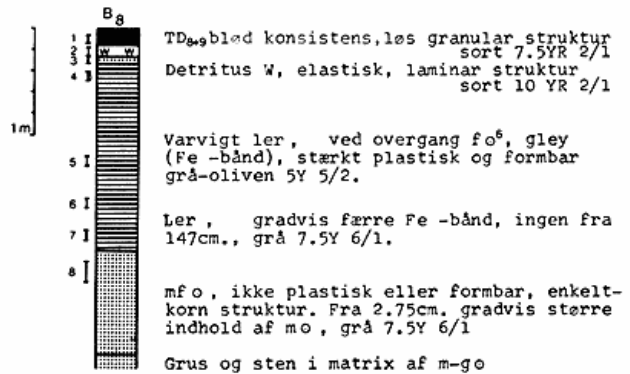 B8
1
TD8+9 blød konsistens, løs granular struktur
2
W W
sort 7.5YR 2/1
3
4
Detritus W, elastisk, laminar struktur
sort 10 YR 2/1
1m
Varvigt ler, ved overgang fo6, gley
5
(Fe -bånd), stærkt plastisk og formbar
grå-oliven 5Y 5/2.
6
Ler, gradvis færre Fe -bånd, ingen fra
7
147cm., grå 7.5Y 6/1.
8
mfo, ikke plastisk eller formbar, enkelt-
korn struktur. Fra 2.75cm. gradvis større
indhold af mo, grå 7.5Y 6/1
Grus og sten i matrix af m-go